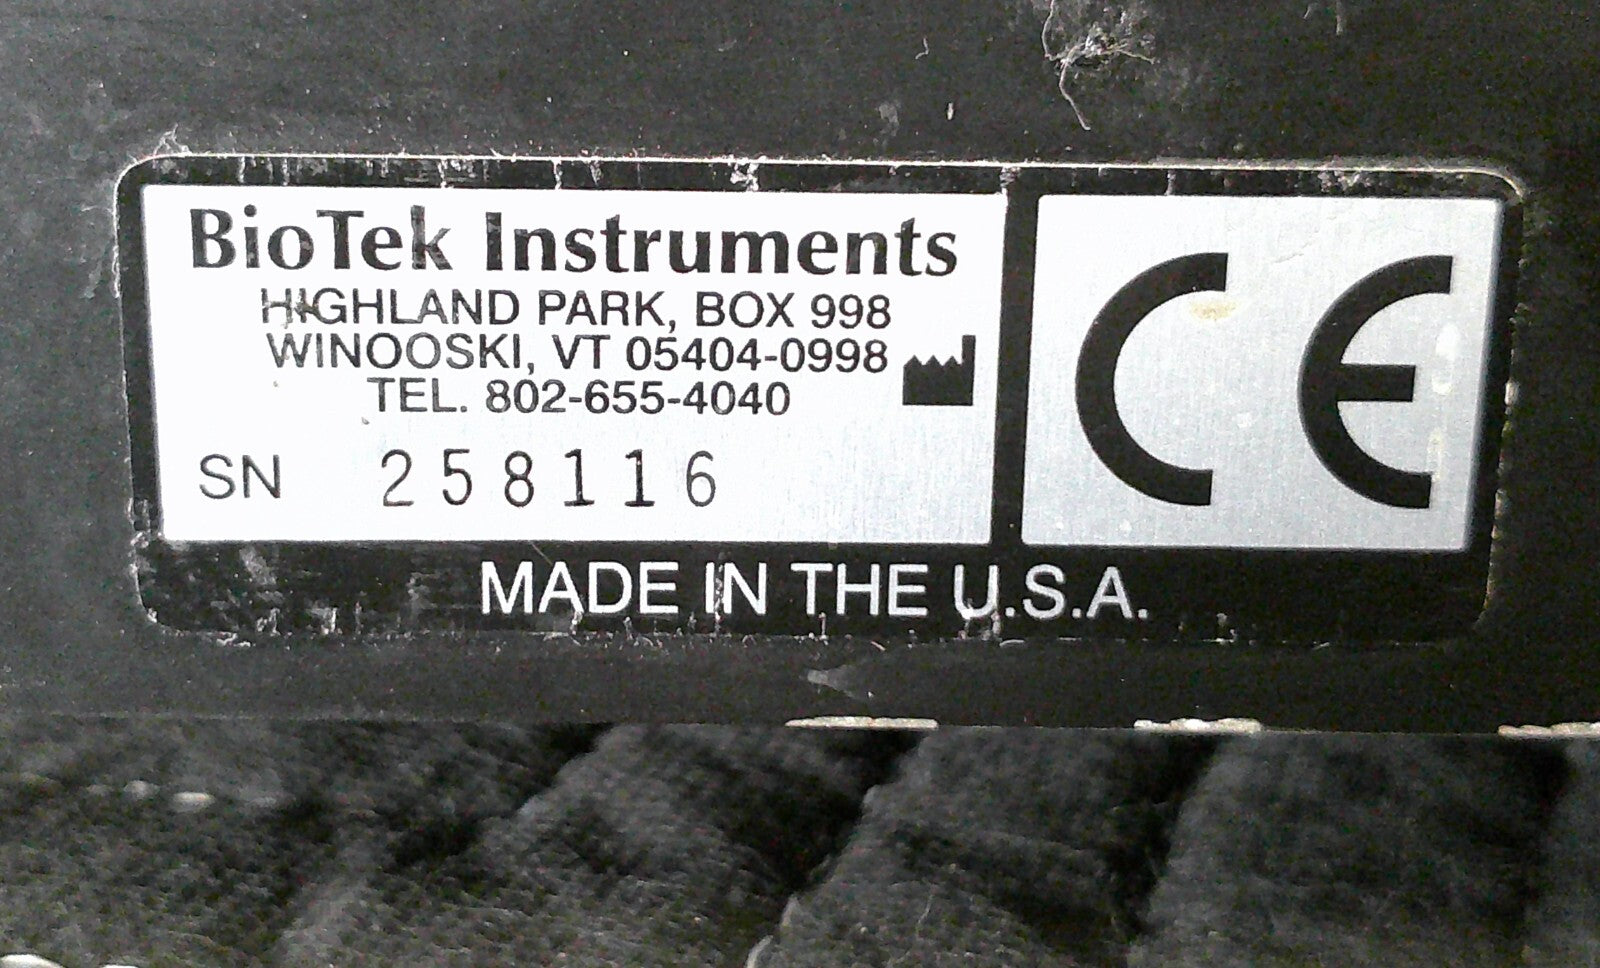 BioTek Instruments
HIGHLAND PARK, BOX 998
WINOOSKI, VT 05404-0998
TEL. 802-655-4040
SN 258116
CE
MADE IN THE U.S.A.